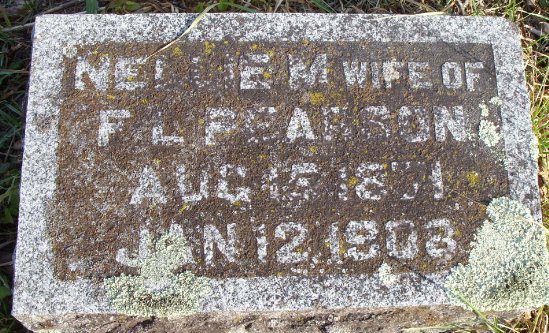 NELLIE M WIFE OF
F. L. PEARSON
AUG 15, 1871
JAN 12, 1903